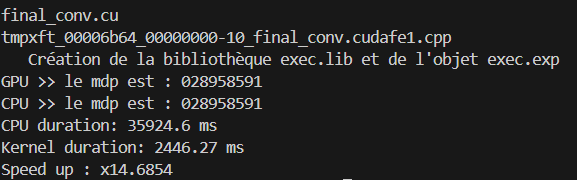 final_conv.cu
tmpxft_00006b64_00000000-10_final_conv.cudafe1.cpp
Création de la bibliothèque exec.lib et de l'objet exec.exp
GPU >> le mdp est : 028958591
CPU >> le mdp est : 028958591
CPU duration: 35924.6 ms
Kernel duration: 2446.27 ms
Speed up : x14.6854